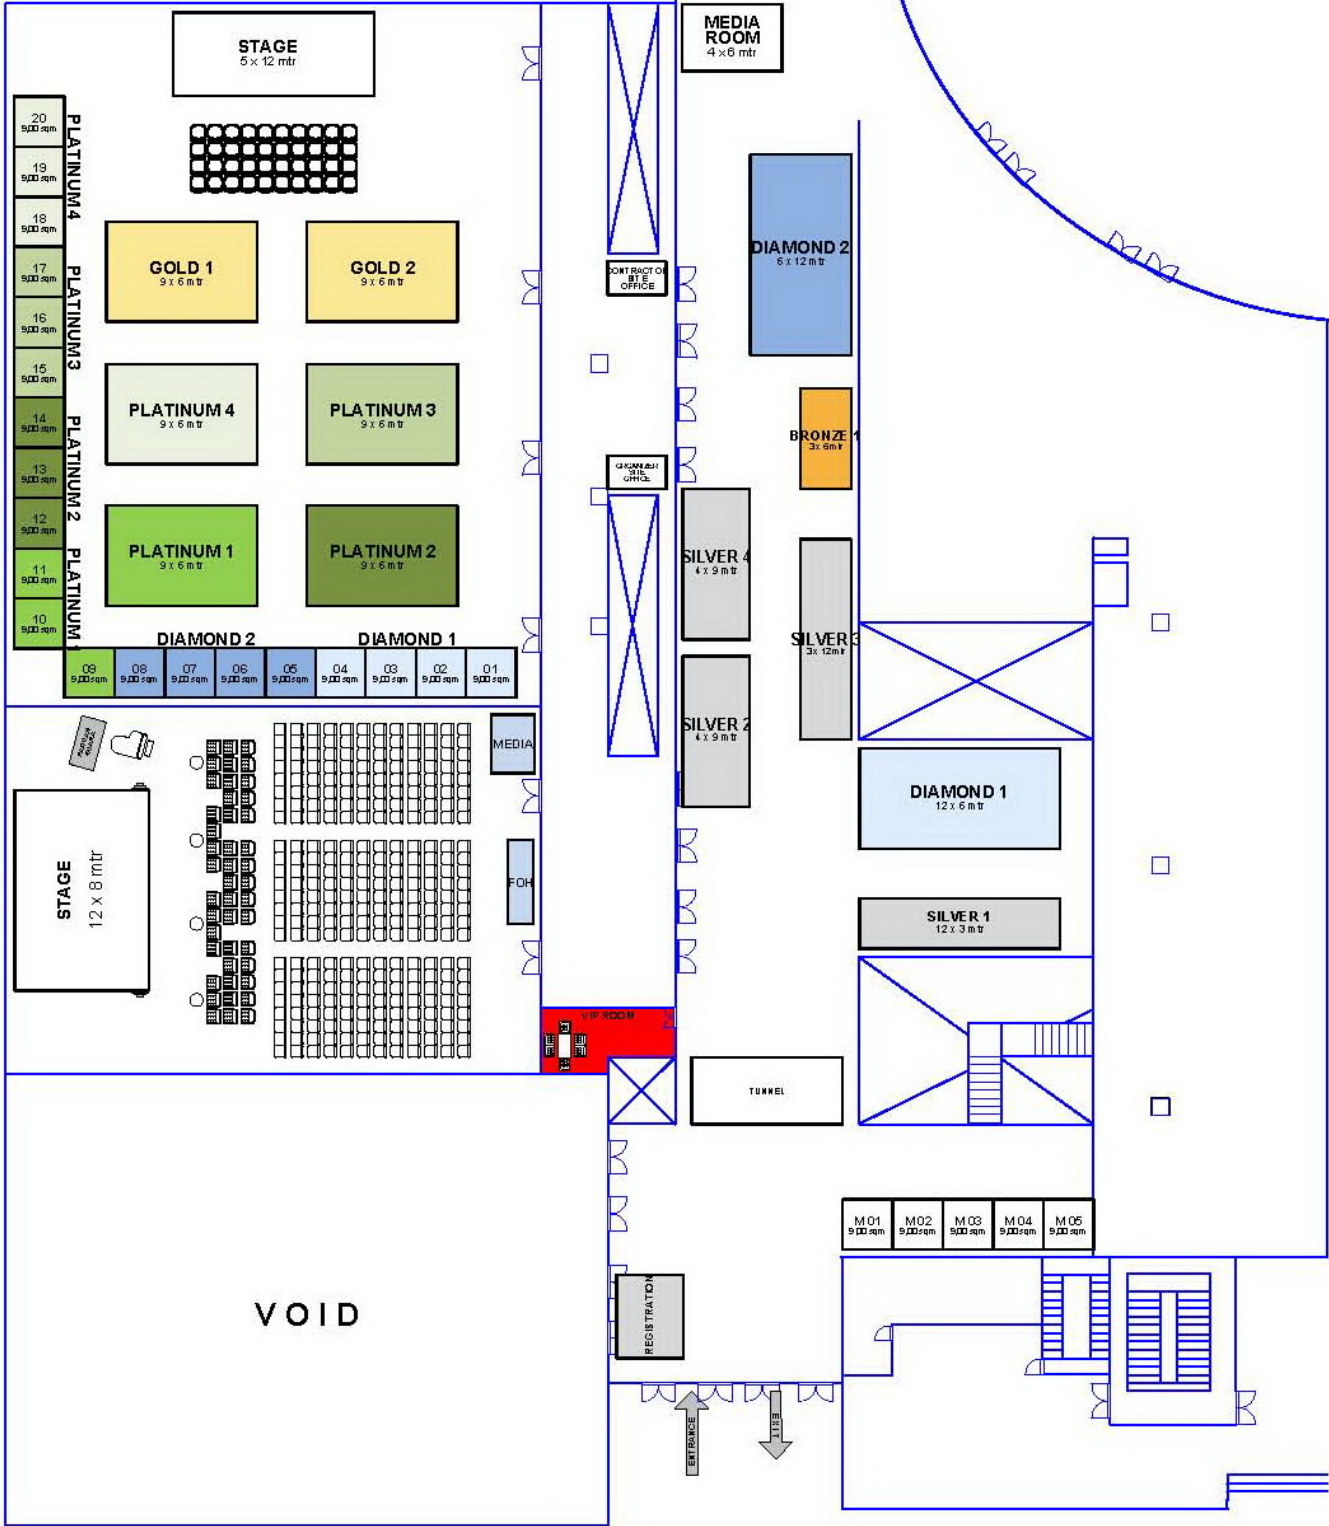 STAGE
5 x 12 mtr
MEDIA
ROOM
4 x 6 mtr
20
9,00 sqm
19
9,00 sqm
18
9,00 sqm
PLATINUM 4
17
9,00 sqm
16
9,00 sqm
15
9,00 sqm
PLATINUM 3
14
9,00 sqm
13
9,00 sqm
12
9,00 sqm
PLATINUM 2
11
9,00 sqm
10
9,00 sqm
PLATINUM 1
GOLD 1
9 x 6 mtr
GOLD 2
9 x 6 mtr
PLATINUM 4
9 x 6 mtr
PLATINUM 3
9 x 6 mtr
PLATINUM 1
9 x 6 mtr
PLATINUM 2
9 x 6 mtr
DIAMOND 2
DIAMOND 1
09
9,00 sqm
08
9,00 sqm
07
9,00 sqm
06
9,00 sqm
05
9,00 sqm
04
9,00 sqm
03
9,00 sqm
02
9,00 sqm
01
9,00 sqm
CONTRACTOR
SITE
OFFICE
ORGANIZER
SITE
OFFICE
DIAMOND 2
6 x 12 mtr
BRONZE 1
3x 6mtr
SILVER 4
4 x 9 mtr
SILVER 3
3x 12mtr
SILVER 2
4 x 9 mtr
DIAMOND 1
12 x 6 mtr
SILVER 1
12 x 3 mtr
STAGE
12 x 8 mtr
MEDIA
FOH
VIP ROOM
TUNNEL
M 01
9,00 sqm
M 02
9,00 sqm
M 03
9,00 sqm
M 04
9,00 sqm
M 05
9,00 sqm
VOID
REGISTRATION
ENTRANCE
EXIT